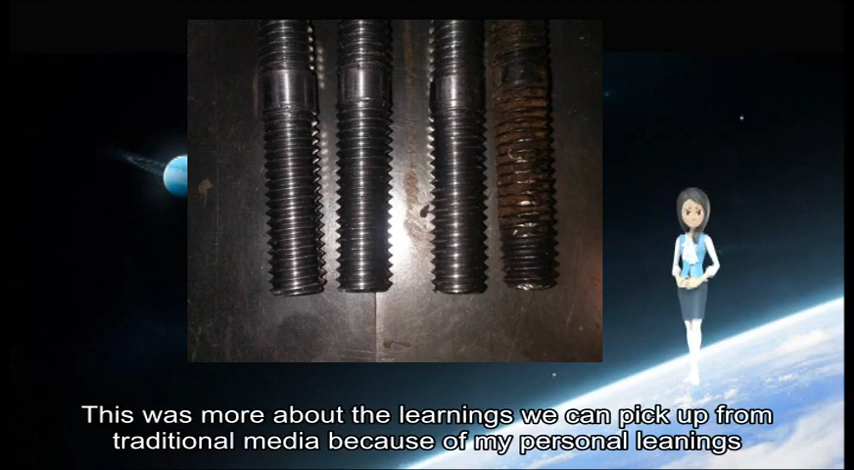 This was more about the learnings we can pick up from
traditional media because of my personal leanings